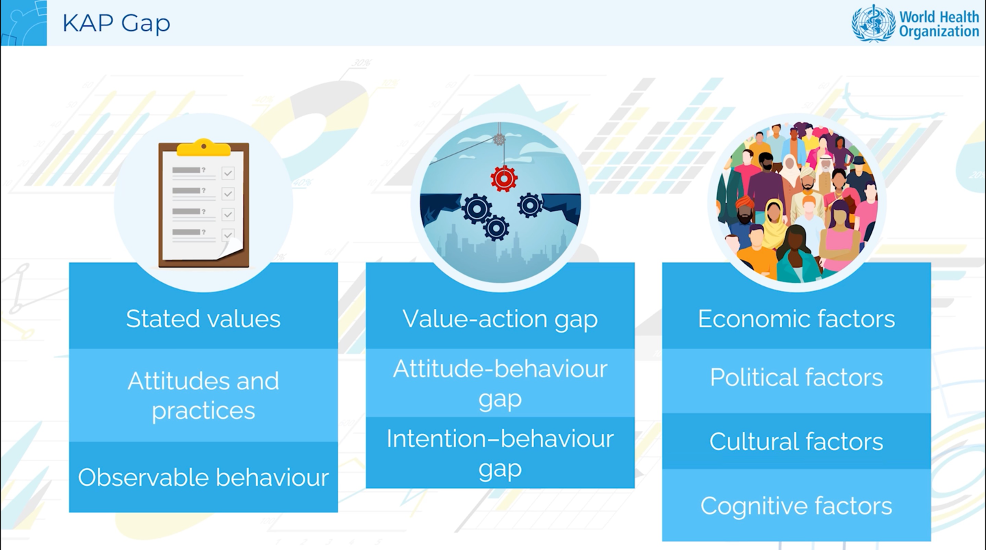 KAP Gap
World Health
Organization
Stated values
Attitudes and
practices
Observable behaviour
Value-action gap
Attitude-behaviour
gap
Intention–behaviour
gap
Economic factors
Political factors
Cultural factors
Cognitive factors